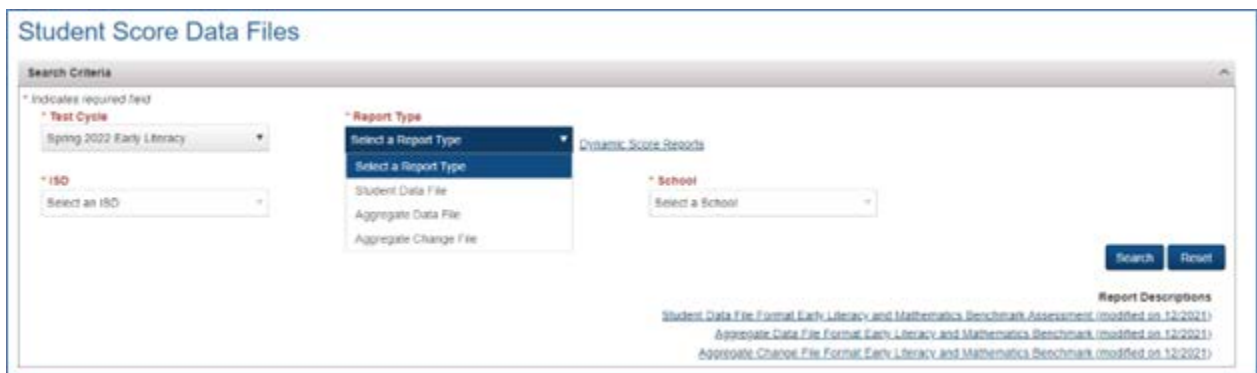 Student Score Data Files
Search Criteria
* Indicates required field
* Test Cycle
* Report Type
Spring 2022 Early Literacy
Select a Report Type
Dynamic Score Reports
Select a Report Type
* ISD
* School
Student Data File
Select an ISD
Select a School
Aggregate Data File
Aggregate Change File
Search
Reset
Report Descriptions
Student Data File Format Early Literacy and Mathematics Benchmark Assessment (modified on 12/2021)
Aggregate Data File Format Early Literacy and Mathematics Benchmark (modified on 12/2021)
Aggregate Change File Format Early Literacy and Mathematics Benchmark (modified on 12/2021)